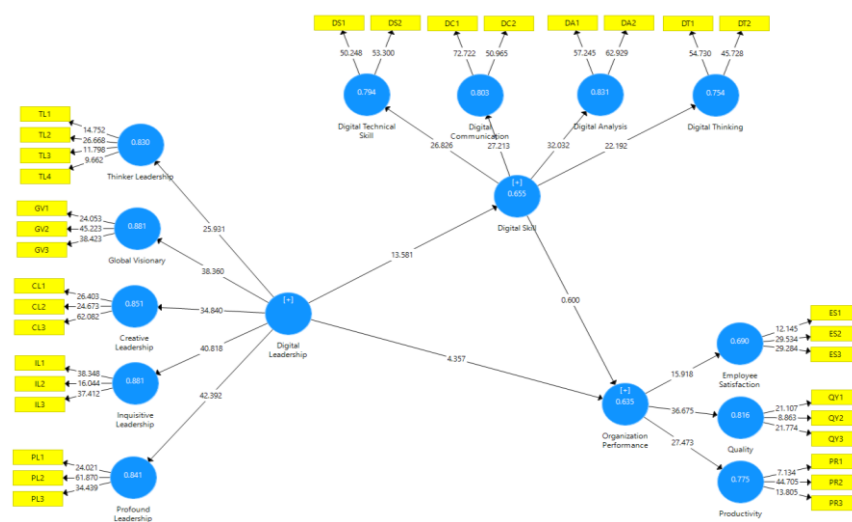 DS1 DS2 DC1 DC2 DA1 DA2 DT1 DT2
50.248 53.300 72.722 50.965 57.245 62.929 54.730 45.728
0.794 0.803 0.831 0.754
Digital Technical
Skill
Digital
Communication
Digital Analysis
Digital Thinking
26.826 27.213 32.032 22.192
TL1
TL2
TL3
TL4
14.752
26.668
11.798
9.662
0.830
Thinker Leadership
25.931
[+]
0.655
Digital Skill
GV1
GV2
GV3
24.053
45.223
38.423
0.881
Global Visionary
38.360
13.581
0.600
CL1
CL2
CL3
26.403
24.673
62.082
0.851
Creative
Leadership
34.840
[+]
Digital
Leadership
IL1
IL2
IL3
38.348
16.044
37.412
0.881
Inquisitive
Leadership
40.818
4.357
PL1
PL2
PL3
24.021
61.870
34.439
0.841
Profound
Leadership
42.392
[+]
0.635
Organization
Performance
15.918
36.675
27.473
0.690
Employee
Satisfaction
12.145
29.534
29.284
ES1
ES2
ES3
0.816
Quality
21.107
8.863
21.774
QY1
QY2
QY3
0.775
Productivity
7.134
44.705
13.805
PR1
PR2
PR3